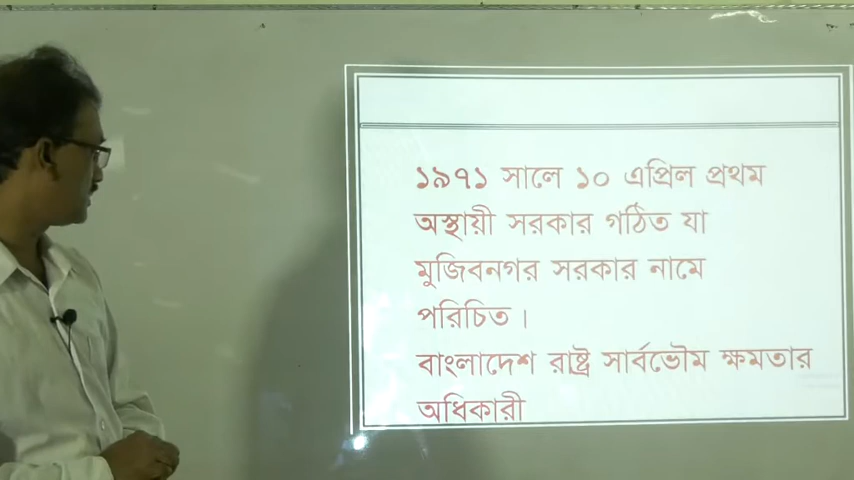 ১৯৭১ সালে ১০ এপ্রিল প্রথম
অস্থায়ী সরকার গঠিত যা
মুজিবনগর সরকার নামে
পরিচিত ।
বাংলাদেশ রাষ্ট্র সার্বভৌম ক্ষমতার
অধিকারী